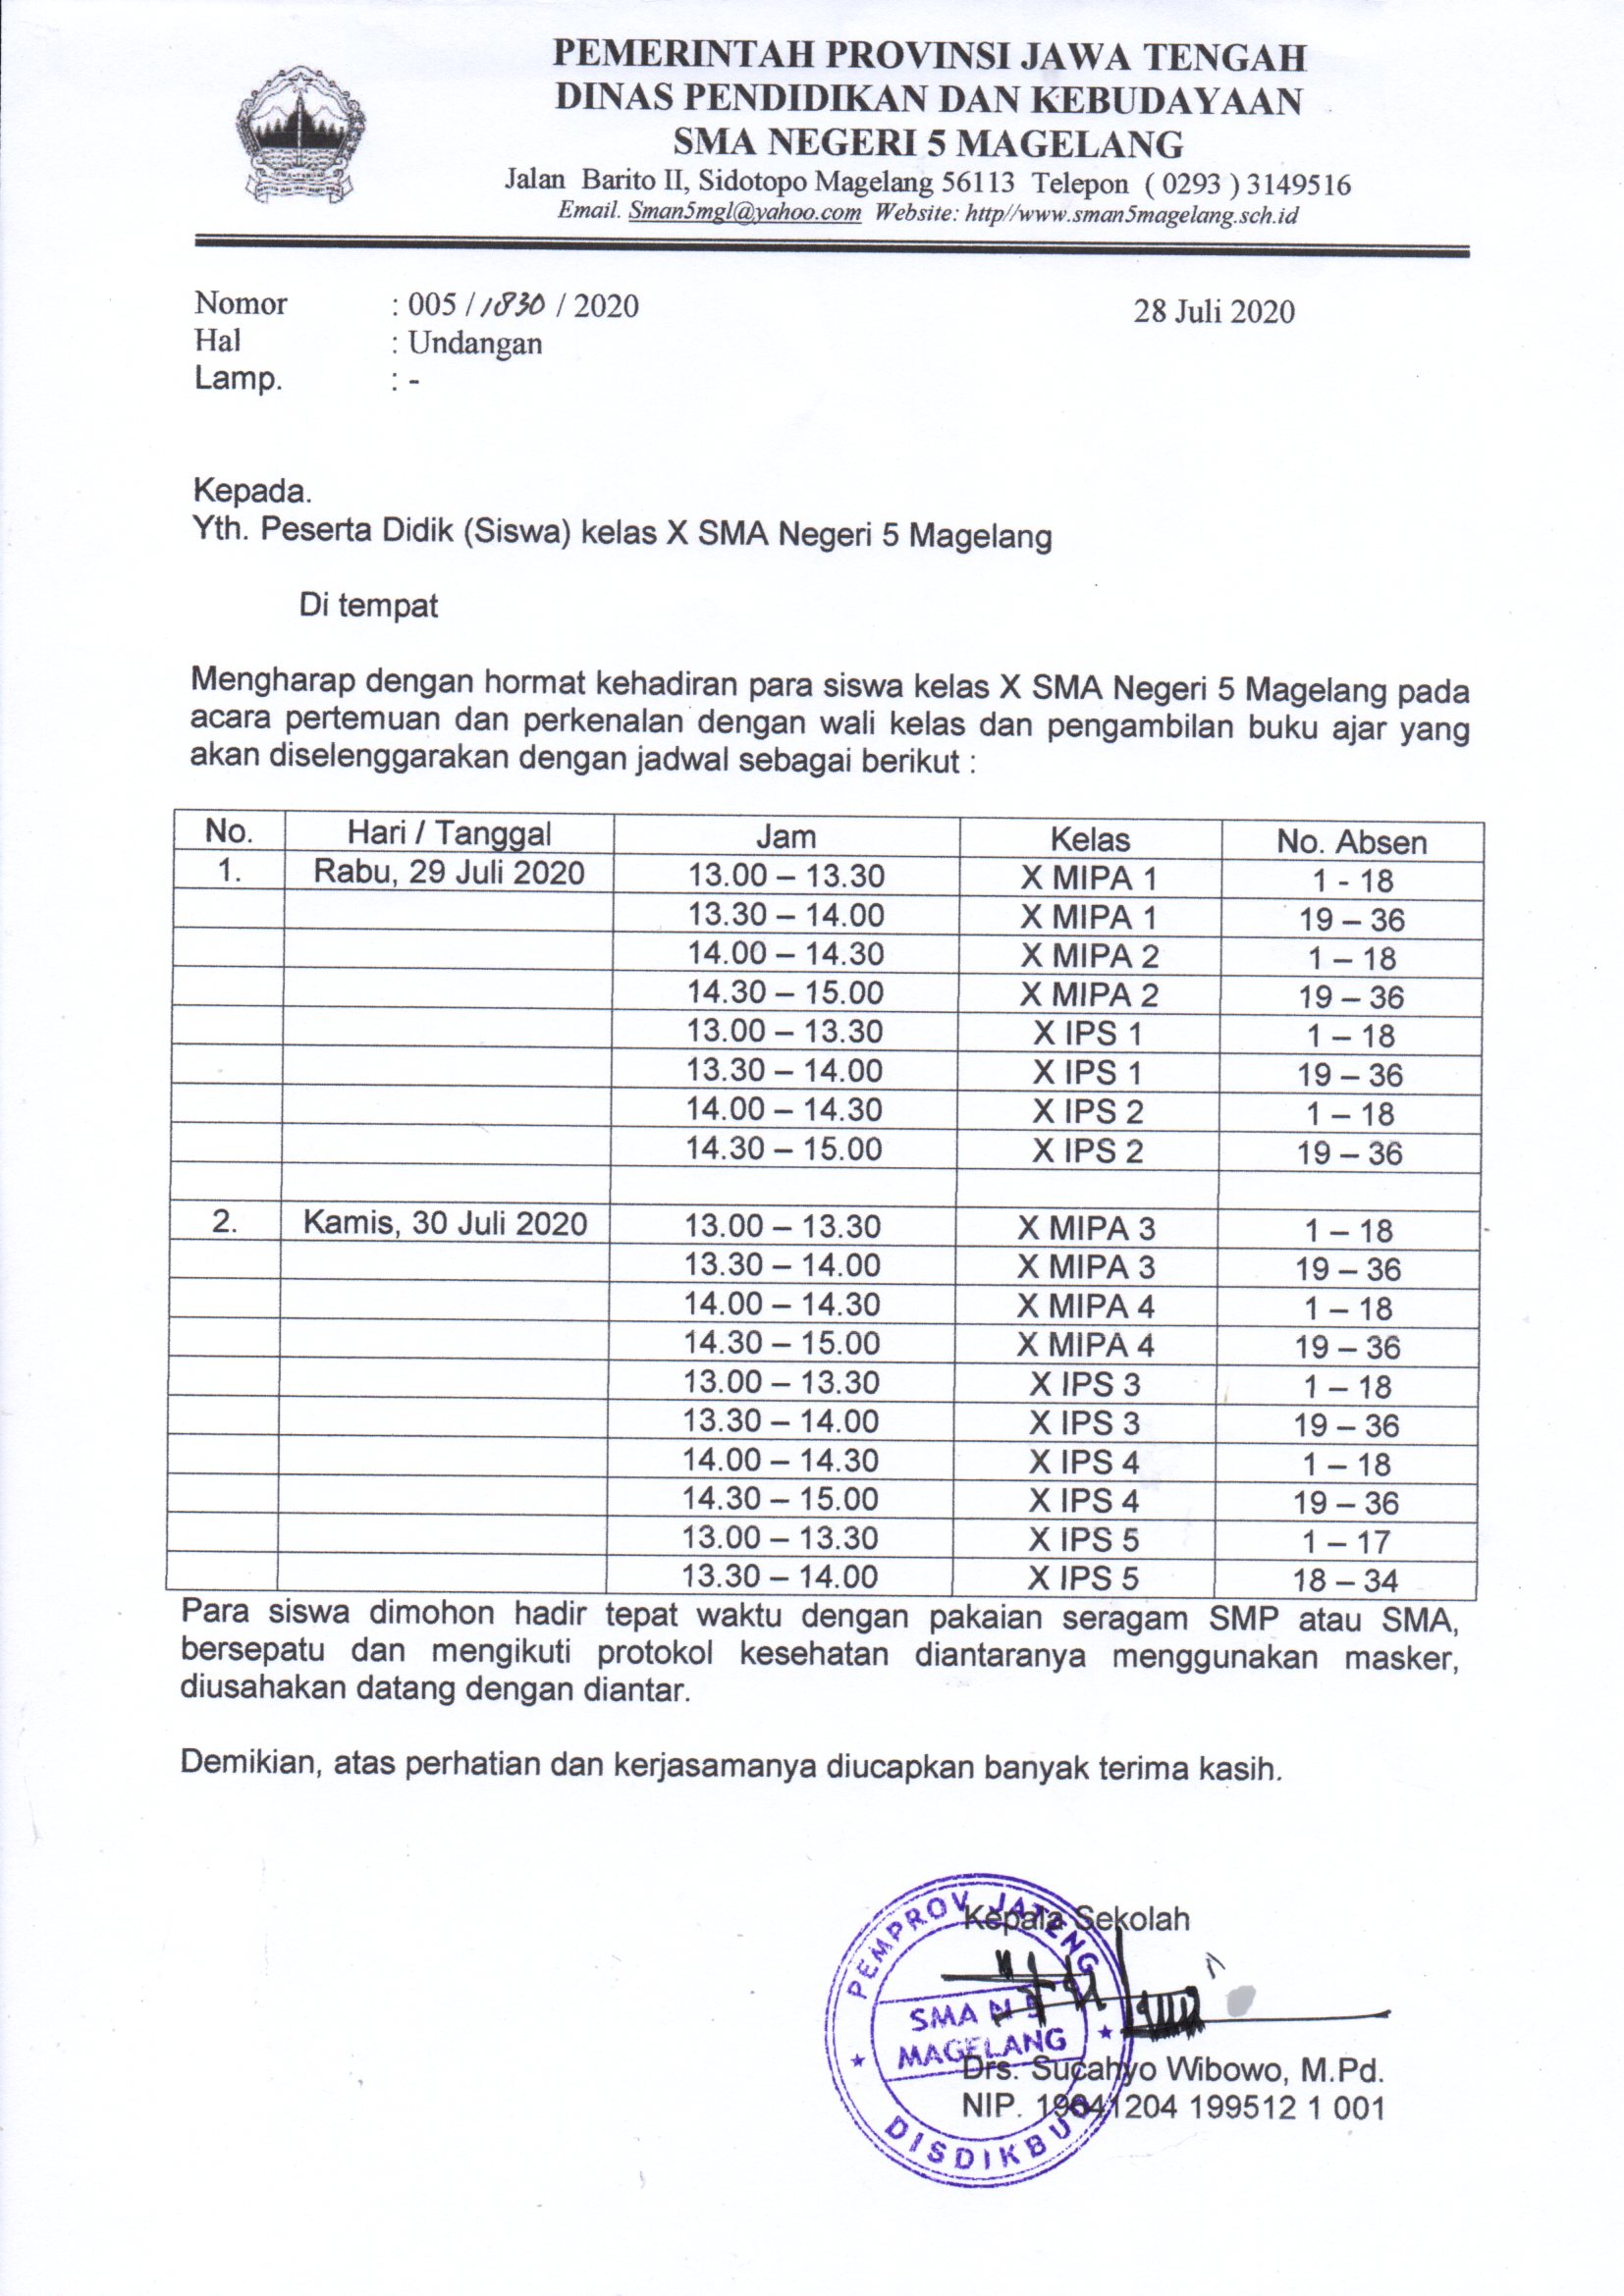 PEMERINTAH PROVINSI JAWA TENGAH
DINAS PENDIDIKAN DAN KEBUDAYAAN
SMA NEGERI 5 MAGELANG
Jalan Barito II, Sidotopo Magelang 56113 Telepon ( 0293 ) 3149516
Email. Sman5mgl@yahoo.com Website: http//www.sman5magelang.sch.id
Nomor : 005 / 1830 / 2020 28 Juli 2020
Hal : Undangan
Lamp. : -
Kepada.
Yth. Peserta Didik (Siswa) kelas X SMA Negeri 5 Magelang
Di tempat
Mengharap dengan hormat kehadiran para siswa kelas X SMA Negeri 5 Magelang pada
acara pertemuan dan perkenalan dengan wali kelas dan pengambilan buku ajar yang
akan diselenggarakan dengan jadwal sebagai berikut :
No. Hari / Tanggal Jam Kelas No. Absen
1. Rabu, 29 Juli 2020 13.00 – 13.30 X MIPA 1 1 - 18
13.30 – 14.00 X MIPA 1 19 – 36
14.00 – 14.30 X MIPA 2 1 – 18
14.30 – 15.00 X MIPA 2 19 – 36
13.00 – 13.30 X IPS 1 1 – 18
13.30 – 14.00 X IPS 1 19 – 36
14.00 – 14.30 X IPS 2 1 – 18
14.30 – 15.00 X IPS 2 19 – 36
2. Kamis, 30 Juli 2020 13.00 – 13.30 X MIPA 3 1 – 18
13.30 – 14.00 X MIPA 3 19 – 36
14.00 – 14.30 X MIPA 4 1 – 18
14.30 – 15.00 X MIPA 4 19 – 36
13.00 – 13.30 X IPS 3 1 – 18
13.30 – 14.00 X IPS 3 19 – 36
14.00 – 14.30 X IPS 4 1 – 18
14.30 – 15.00 X IPS 4 19 – 36
13.00 – 13.30 X IPS 5 1 – 17
13.30 – 14.00 X IPS 5 18 – 34
Para siswa dimohon hadir tepat waktu dengan pakaian seragam SMP atau SMA,
bersepatu dan mengikuti protokol kesehatan diantaranya menggunakan masker,
diusahakan datang dengan diantar.
Demikian, atas perhatian dan kerjasamanya diucapkan banyak terima kasih.
Kepala Sekolah
PEMPROV JATENG
SMA N 5
MAGELANG
DISDIKBUD
Drs. Sucahyo Wibowo, M.Pd.
NIP. 19641204 199512 1 001